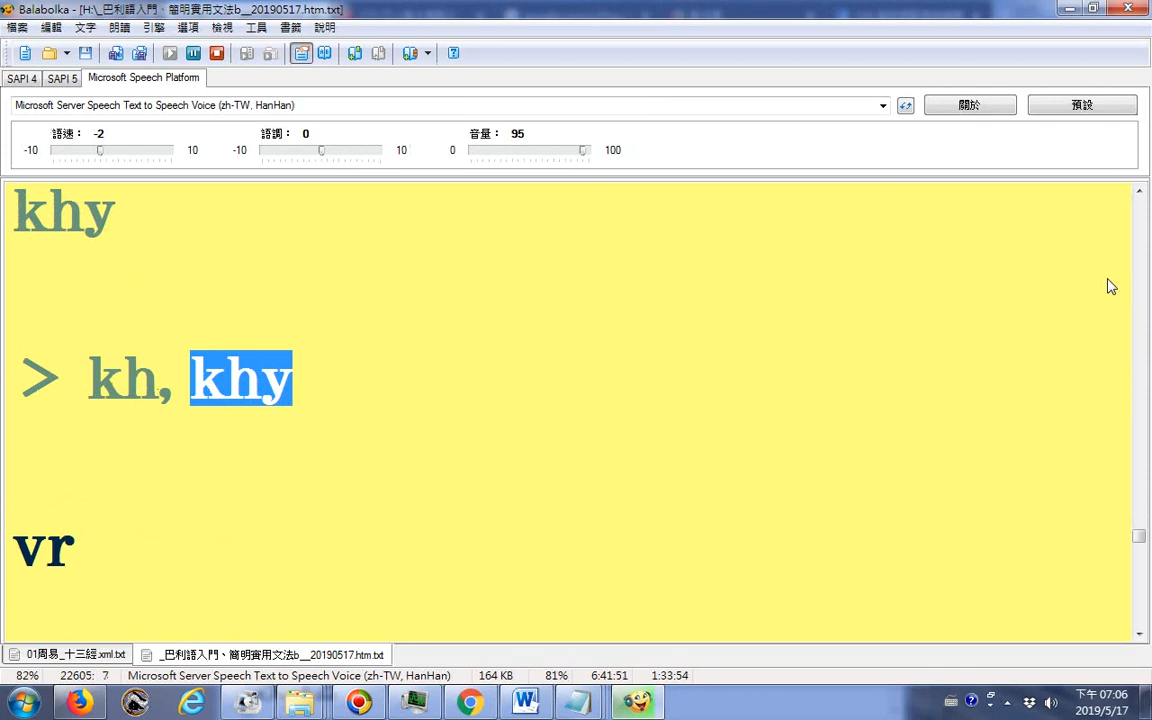 Balabolka - [H:\_巴利語入門、簡明實用文法b__20190517.htm.txt]
檔案 編輯 文字 朗讀 引擎 選項 檢視 工具 書籤 說明
SAPI 4 SAPI 5 Microsoft Speech Platform
Microsoft Server Speech Text to Speech Voice (zh-TW, HanHan) 關於 預設
語速： -2 語調： 0 音量： 95
-10 10 -10 10 0 100
khy
> kh, khy
vr
01周易_十三經.xml.txt _巴利語入門、簡明實用文法b__20190517.htm.txt
82% 22605: 7 Microsoft Server Speech Text to Speech Voice (zh-TW, HanHan) 164 KB 81% 6:41:51 1:33:54
下午 07:06
2019/5/17